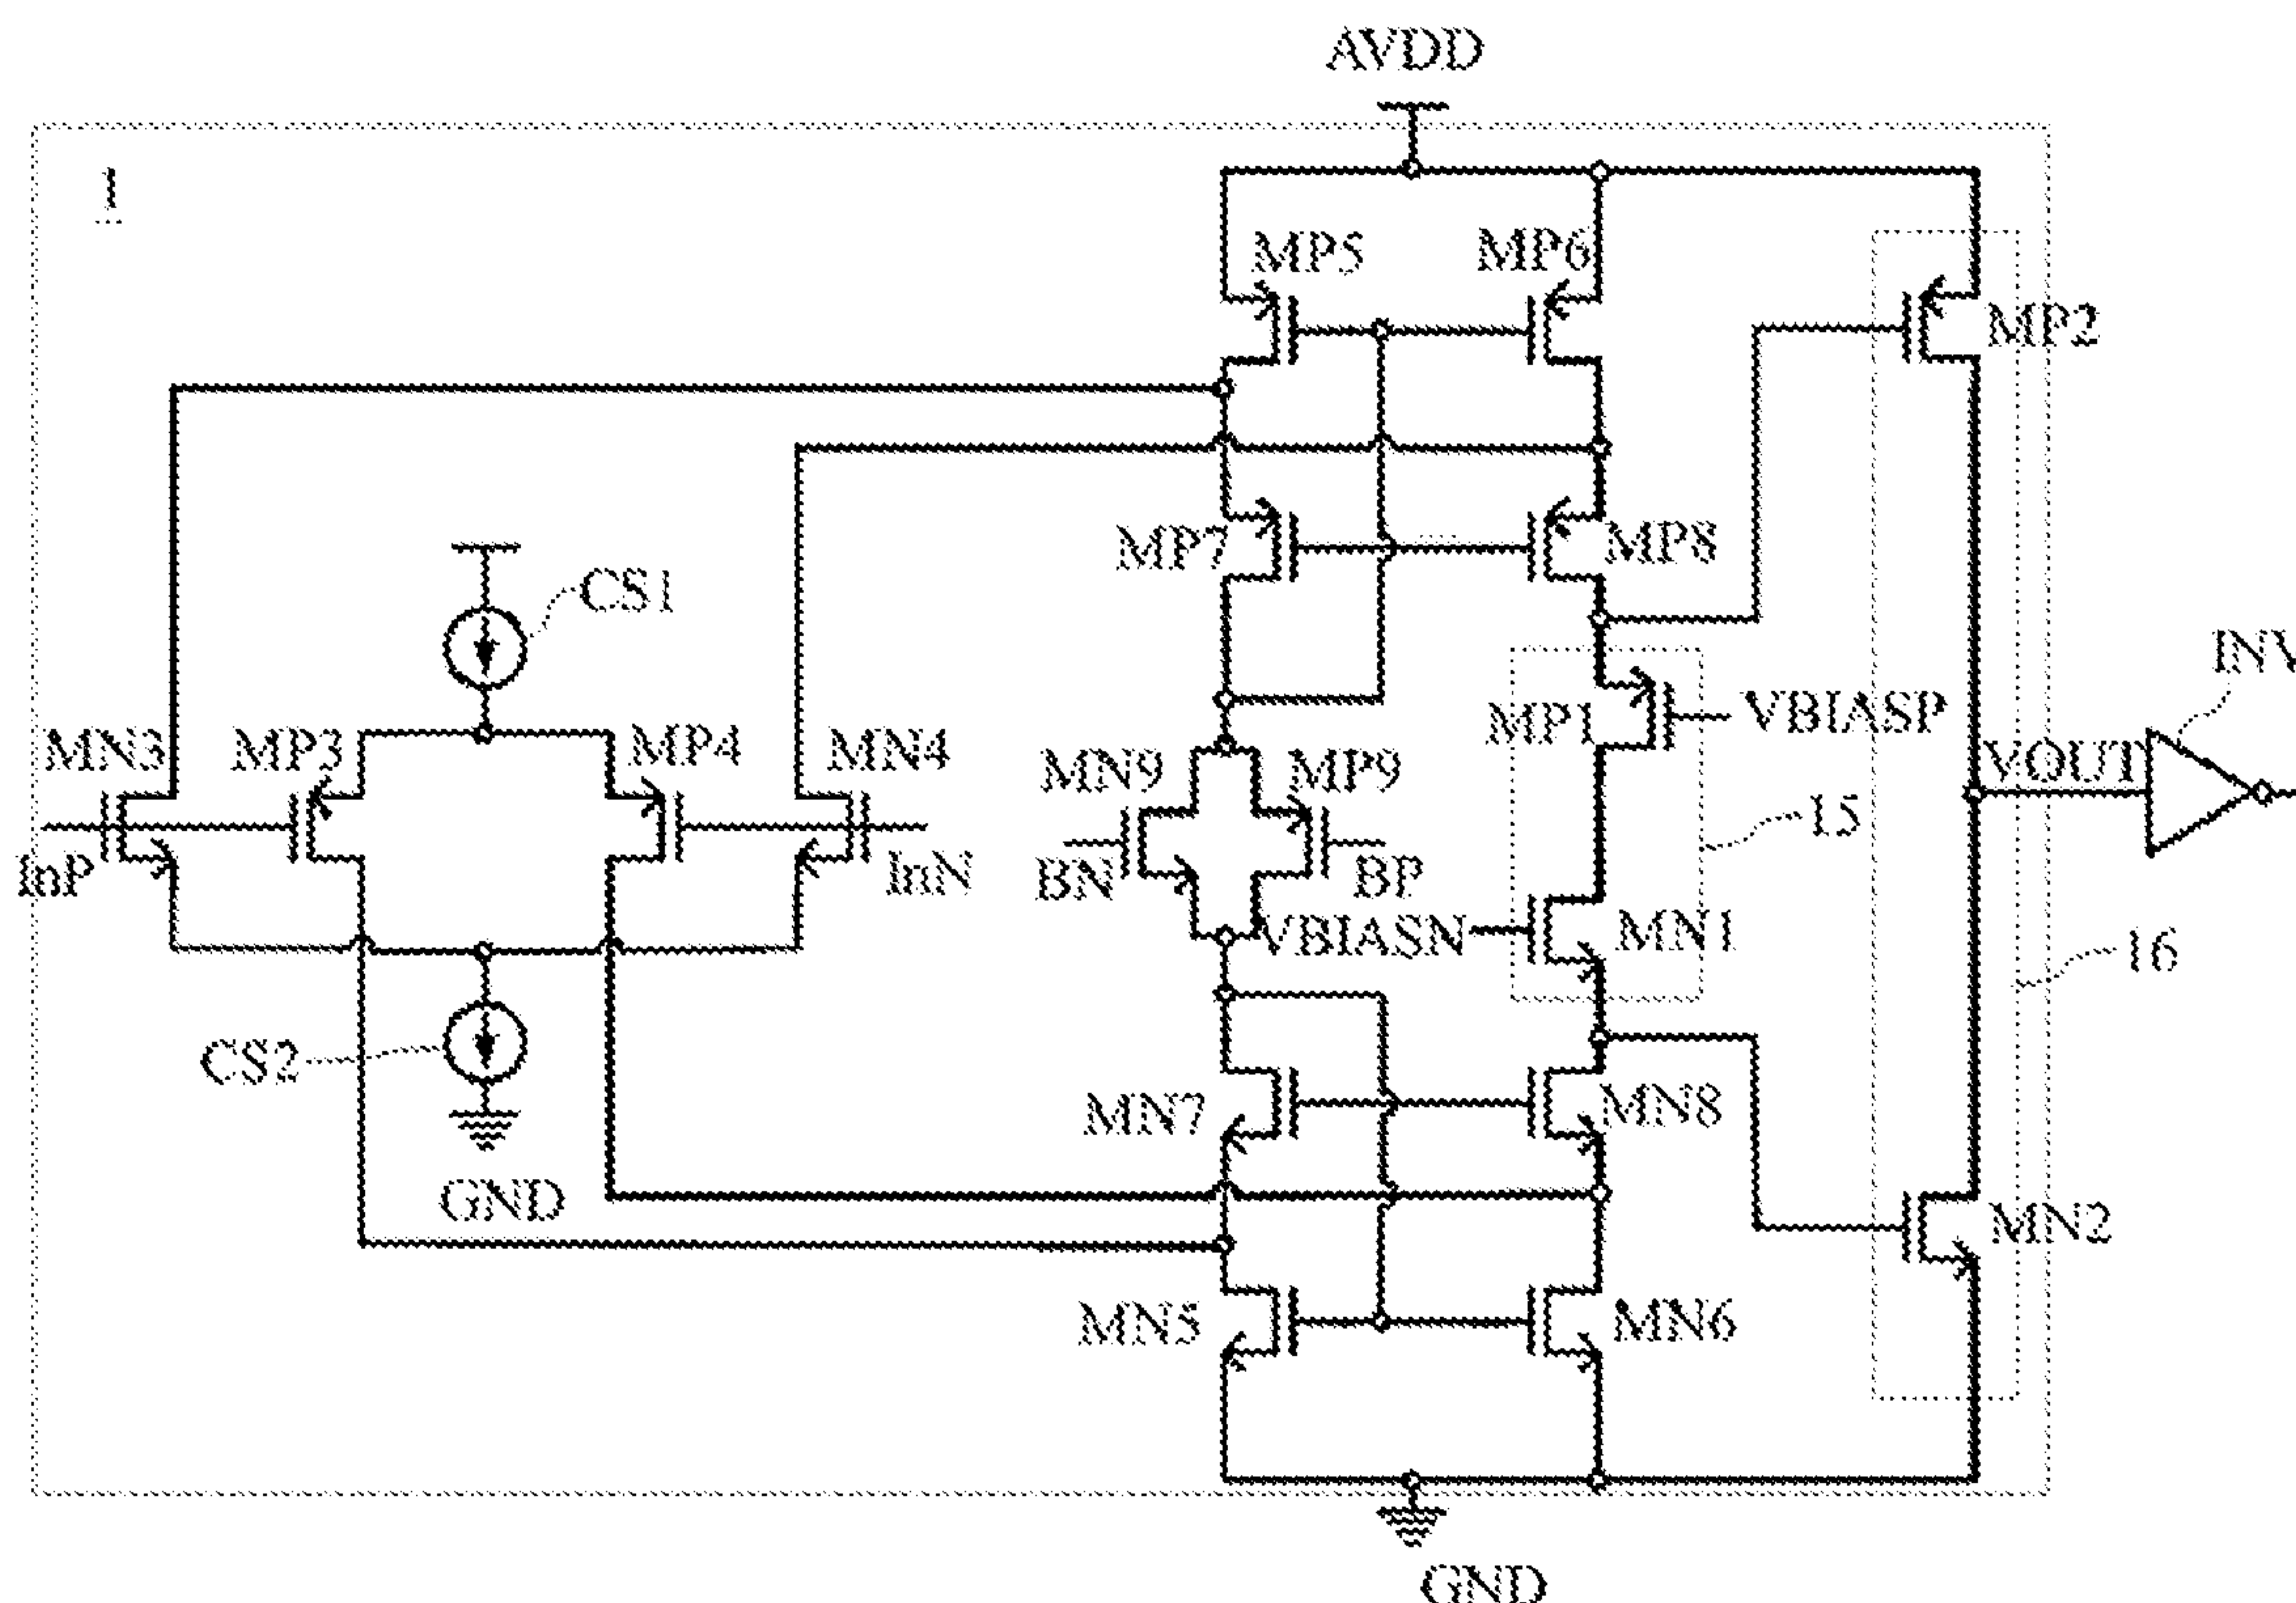 AVDD
1
MP5
MP6
MP2
MP7
MP8
CS1
INV
MP1
VBIASP
MN3
MP3
MP4
MN4
MN9
MP9
VOUT
15
InP
InN
BN
BP
VBIASN
MN1
16
CS2
MN7
MN8
GND
MN2
MN5
MN6
GND